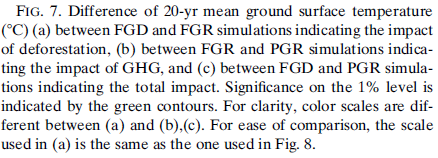 FIG. 7. Difference of 20-yr mean ground surface temperature
(°C) (a) between FGD and FGR simulations indicating the impact
of deforestation, (b) between FGR and PGR simulations indica-
ting the impact of GHG, and (c) between FGD and PGR simula-
tions indicating the total impact. Significance on the 1% level is
indicated by the green contours. For clarity, color scales are dif-
ferent between (a) and (b),(c). For ease of comparison, the scale
used in (a) is the same as the one used in Fig. 8.